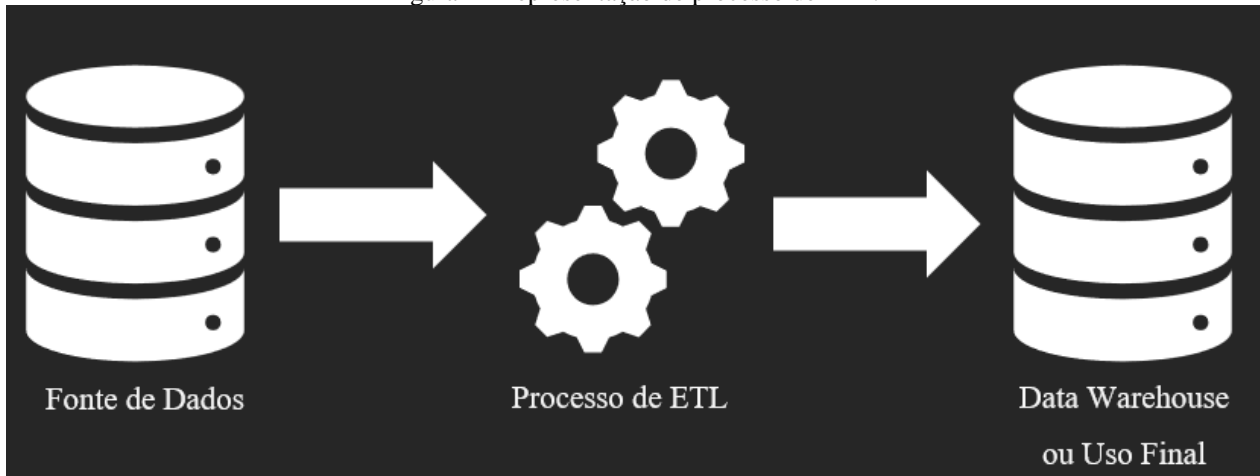 Fonte de Dados
Processo de ETL
Data Warehouse
ou Uso Final